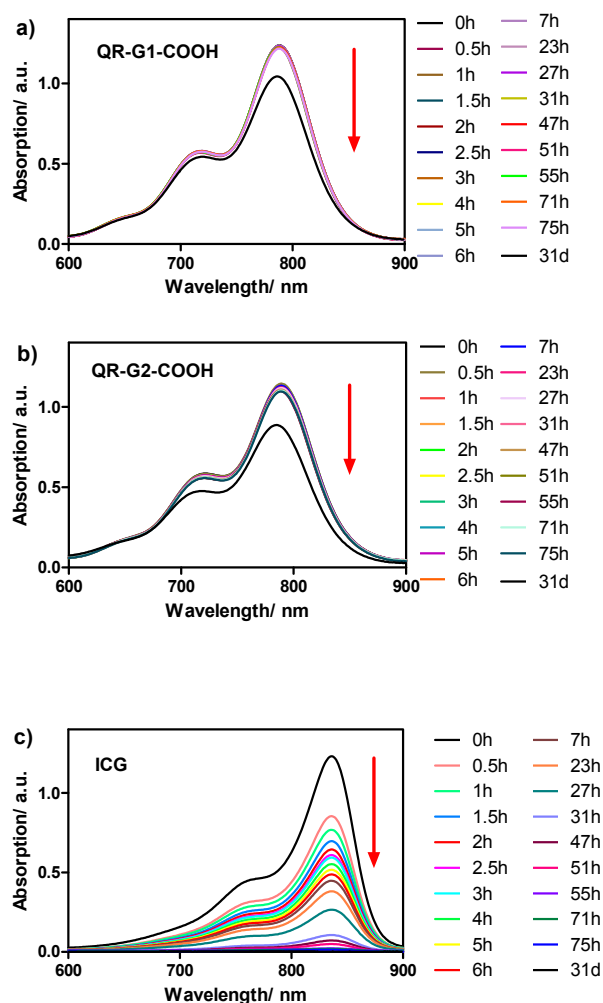 a)
QR-G1-COOH
Absorption/ a.u.
1.0
0.5
0.0
600 700 800 900
Wavelength/ nm
0h 7h
0.5h 23h
1h 27h
1.5h 31h
2h 47h
2.5h 51h
3h 55h
4h 71h
5h 75h
6h 31d
b)
QR-G2-COOH
Absorption/ a.u.
1.0
0.5
0.0
600 700 800 900
Wavelength/ nm
0h 7h
0.5h 23h
1h 27h
1.5h 31h
2h 47h
2.5h 51h
3h 55h
4h 71h
5h 75h
6h 31d
c)
ICG
Absorption/ a.u.
1.0
0.5
0.0
600 700 800 900
Wavelength/ nm
0h 7h
0.5h 23h
1h 27h
1.5h 31h
2h 47h
2.5h 51h
3h 55h
4h 71h
5h 75h
6h 31d